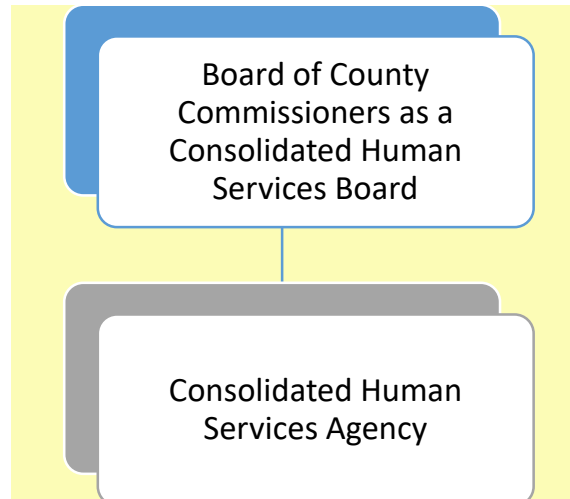 Board of County
Commissioners as a
Consolidated Human
Services Board
Consolidated Human
Services Agency